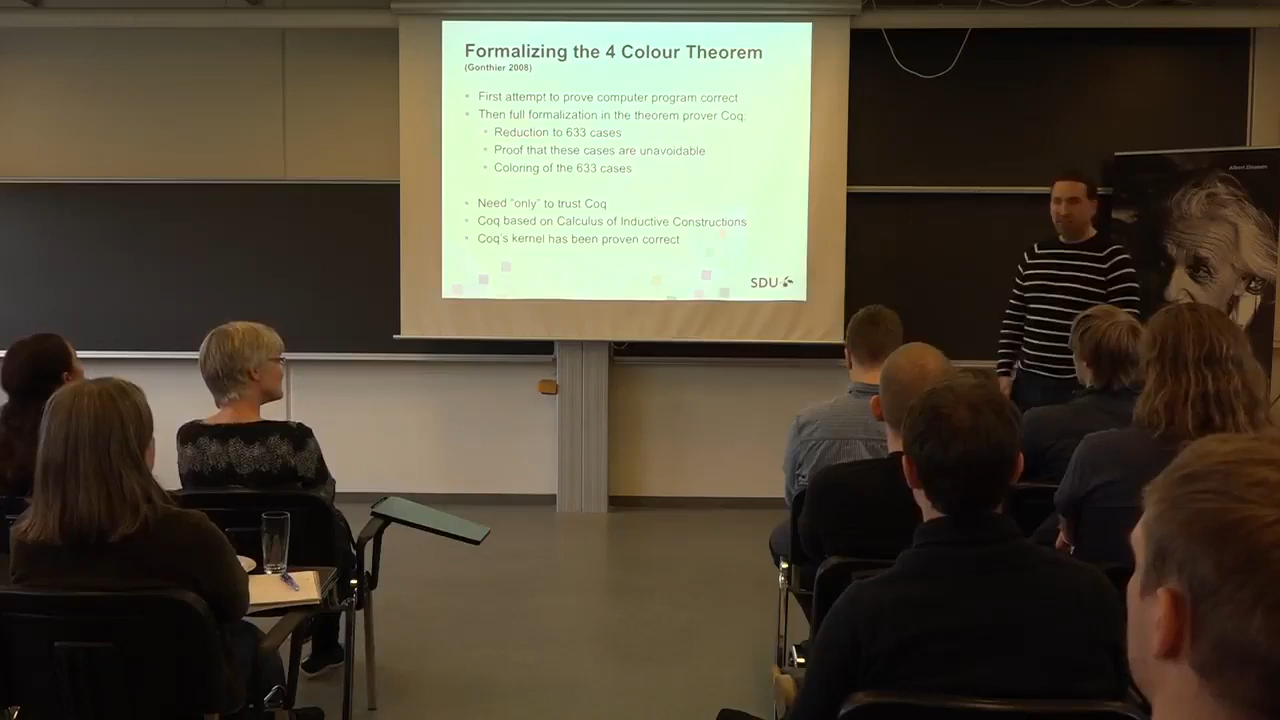 Formalizing the 4 Colour Theorem
(Gonthier 2008)
• First attempt to prove computer program correct
• Then full formalization in the theorem prover Coq:
• Reduction to 633 cases
• Proof that these cases are unavoidable
• Coloring of the 633 cases
• Need "only" to trust Coq
• Coq based on Calculus of Inductive Constructions
• Coq's kernel has been proven correct
SDU
Albert Einstein